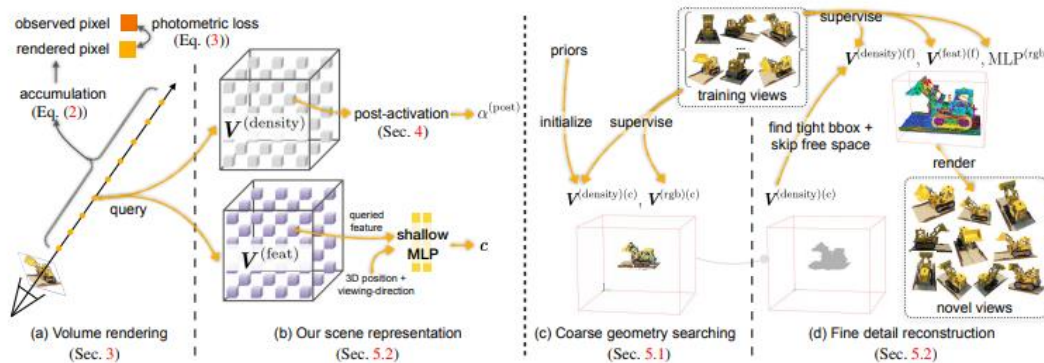 observed pixel
photometric loss
(Eq. (3))
rendered pixel
accumulation
(Eq. (2))
query
(a) Volume rendering
(Sec. 3)
V(density)
post-activation
(Sec. 4)
α(post)
V(feat)
queried
feature
shallow
MLP
c
3D position +
viewing-direction
(b) Our scene representation
(Sec. 5.2)
priors
initialize
supervise
...
training views
V(density)(c), V(rgb)(c)
(c) Coarse geometry searching
(Sec. 5.1)
supervise
V(density)(f), V(feat)(f), MLP(rgb
find tight bbox +
skip free space
render
V(density)(c)
novel views
(d) Fine detail reconstruction
(Sec. 5.2)